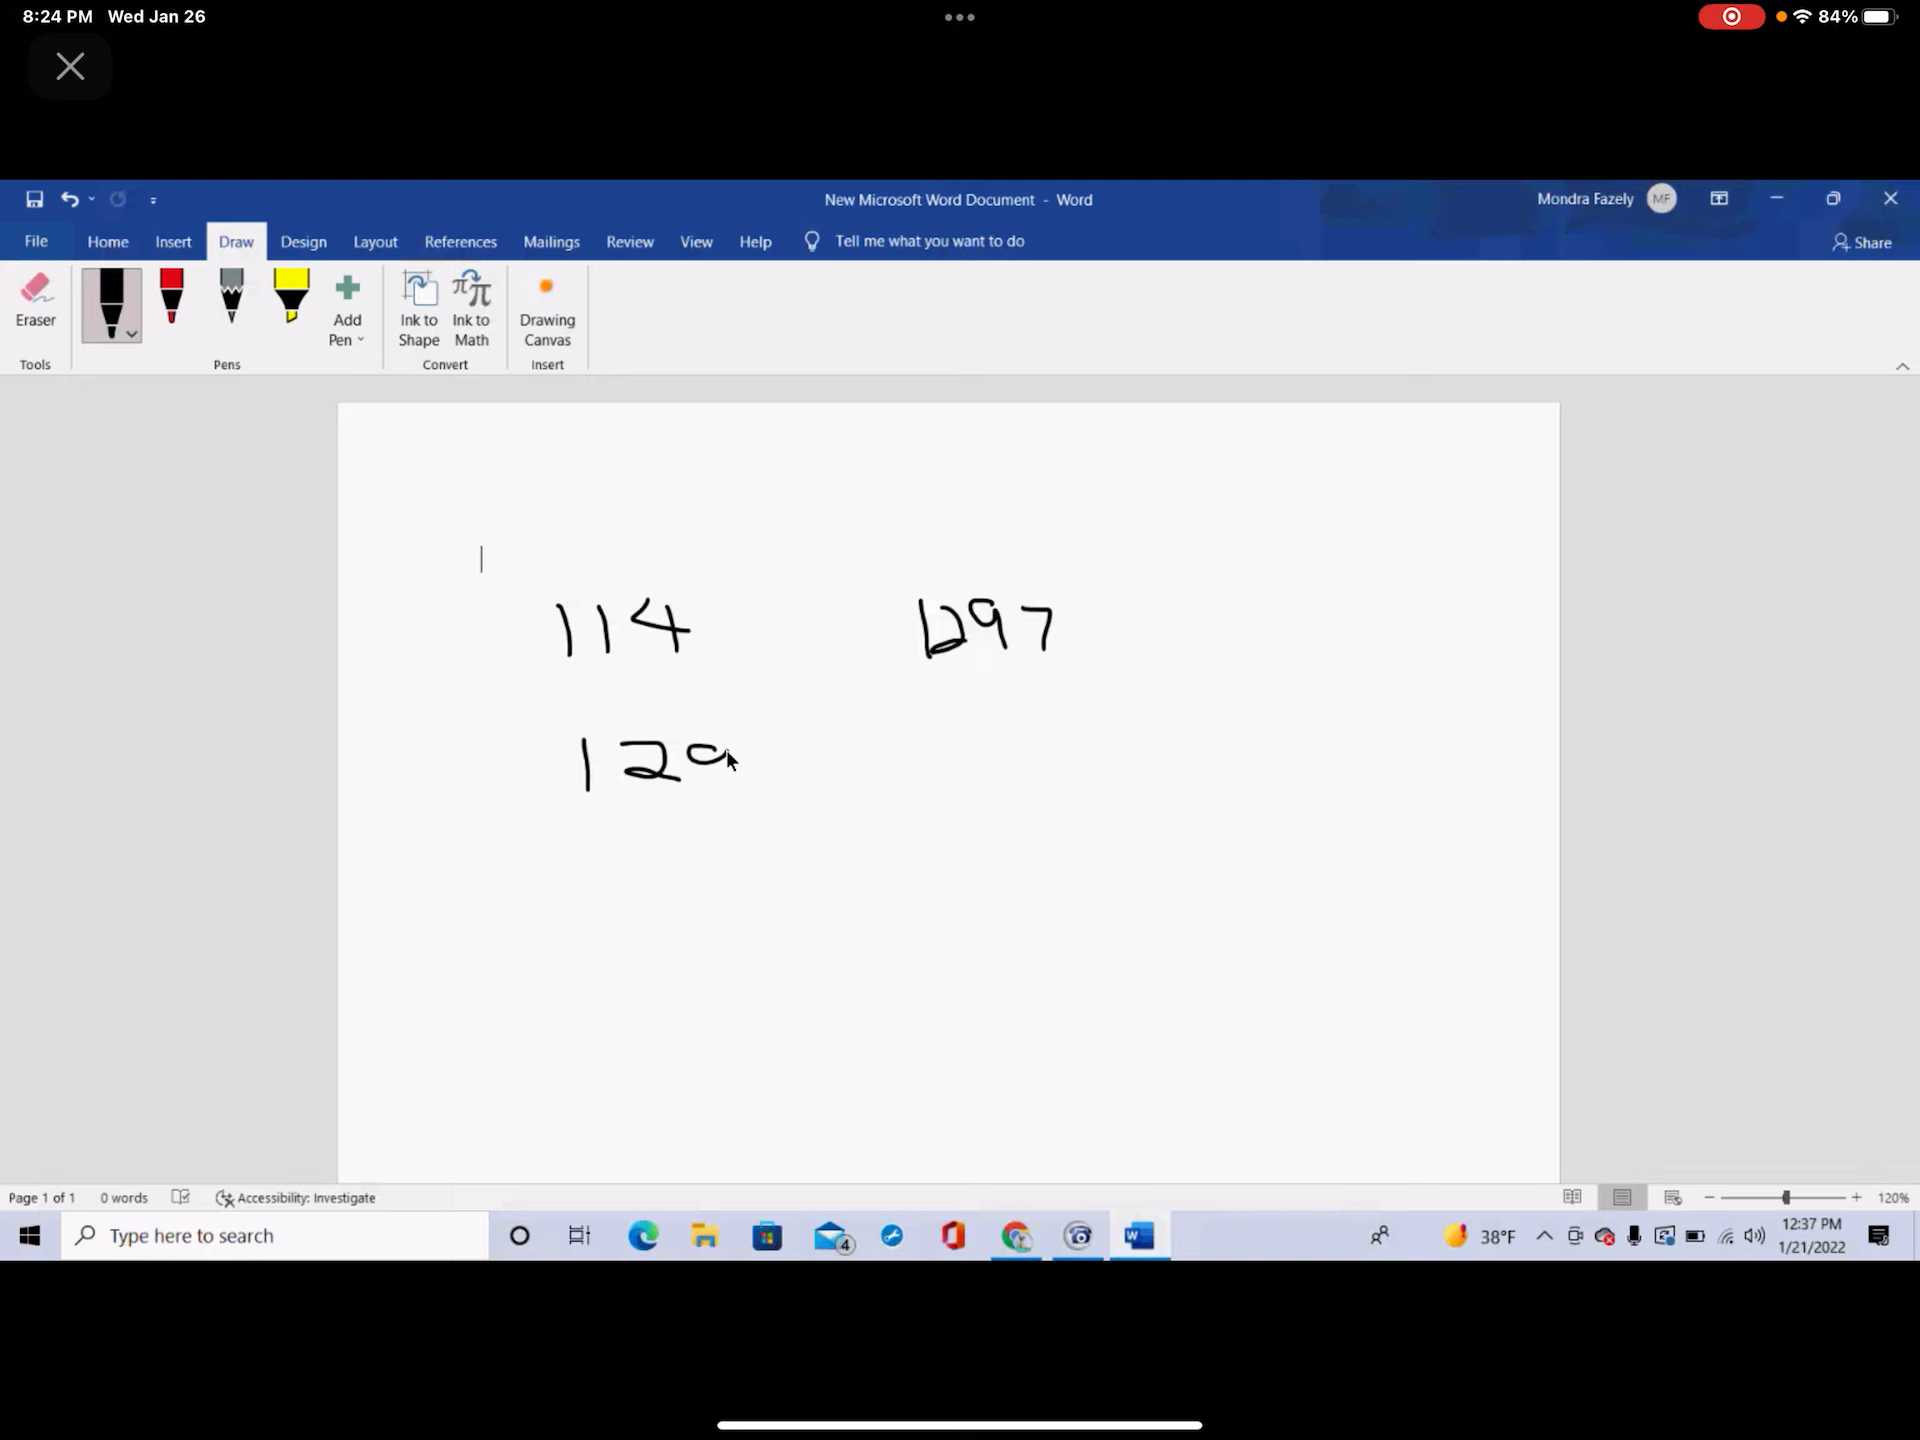 8:24 PM Wed Jan 26
84%
New Microsoft Word Document - Word
Mondra Fazely MF
File Home Insert Draw Design Layout References Mailings Review View Help Tell me what you want to do Share
Eraser Add Pen Ink to Shape Ink to Math Drawing Canvas
Tools Pens Convert Insert
114 1297
129
Page 1 of 1 0 words Accessibility: Investigate 120%
Type here to search 4 38°F 12:37 PM
1/21/2022